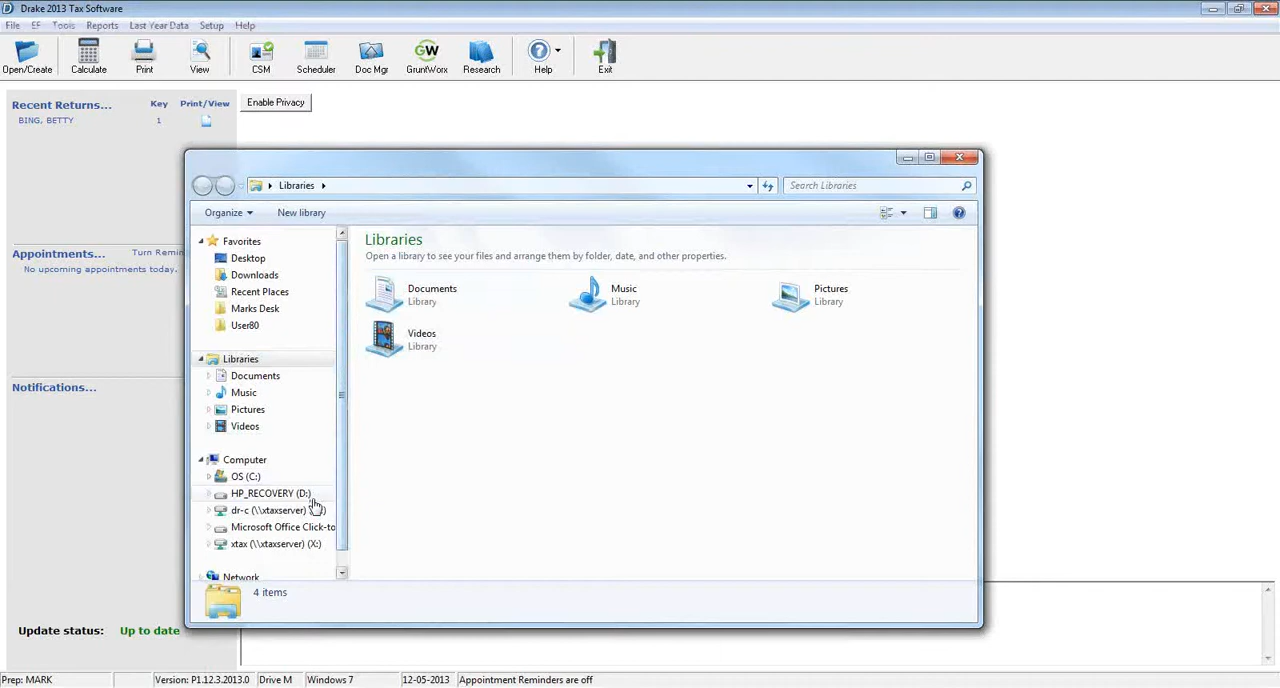 Drake 2013 Tax Software
File EF Tools Reports Last Year Data Setup Help
Open/Create Calculate Print View CSM Scheduler Doc Mgr GruntWorx Research Help Exit
GW
Recent Returns... Key Print/View
Enable Privacy
BING, BETTY 1
Libraries
Search Libraries
Organize New library
Favorites
Desktop
Downloads
Recent Places
Marks Desk
User80
Libraries
Documents
Music
Pictures
Videos
Computer
OS (C:)
HP_RECOVERY (D:)
dr-c (\\xtaxserver)
Microsoft Office Click-to
xtax (\\xtaxserver) (X:)
Network
Libraries
Open a library to see your files and arrange them by folder, date, and other properties.
Documents
Library
Music
Library
Pictures
Library
Videos
Library
4 items
Appointments... Turn
No upcoming appointments today.
Notifications...
Update status: Up to date
Prep: MARK Version: P1.12.3.2013.0 Drive M Windows 7 12-05-2013 Appointment Reminders are off